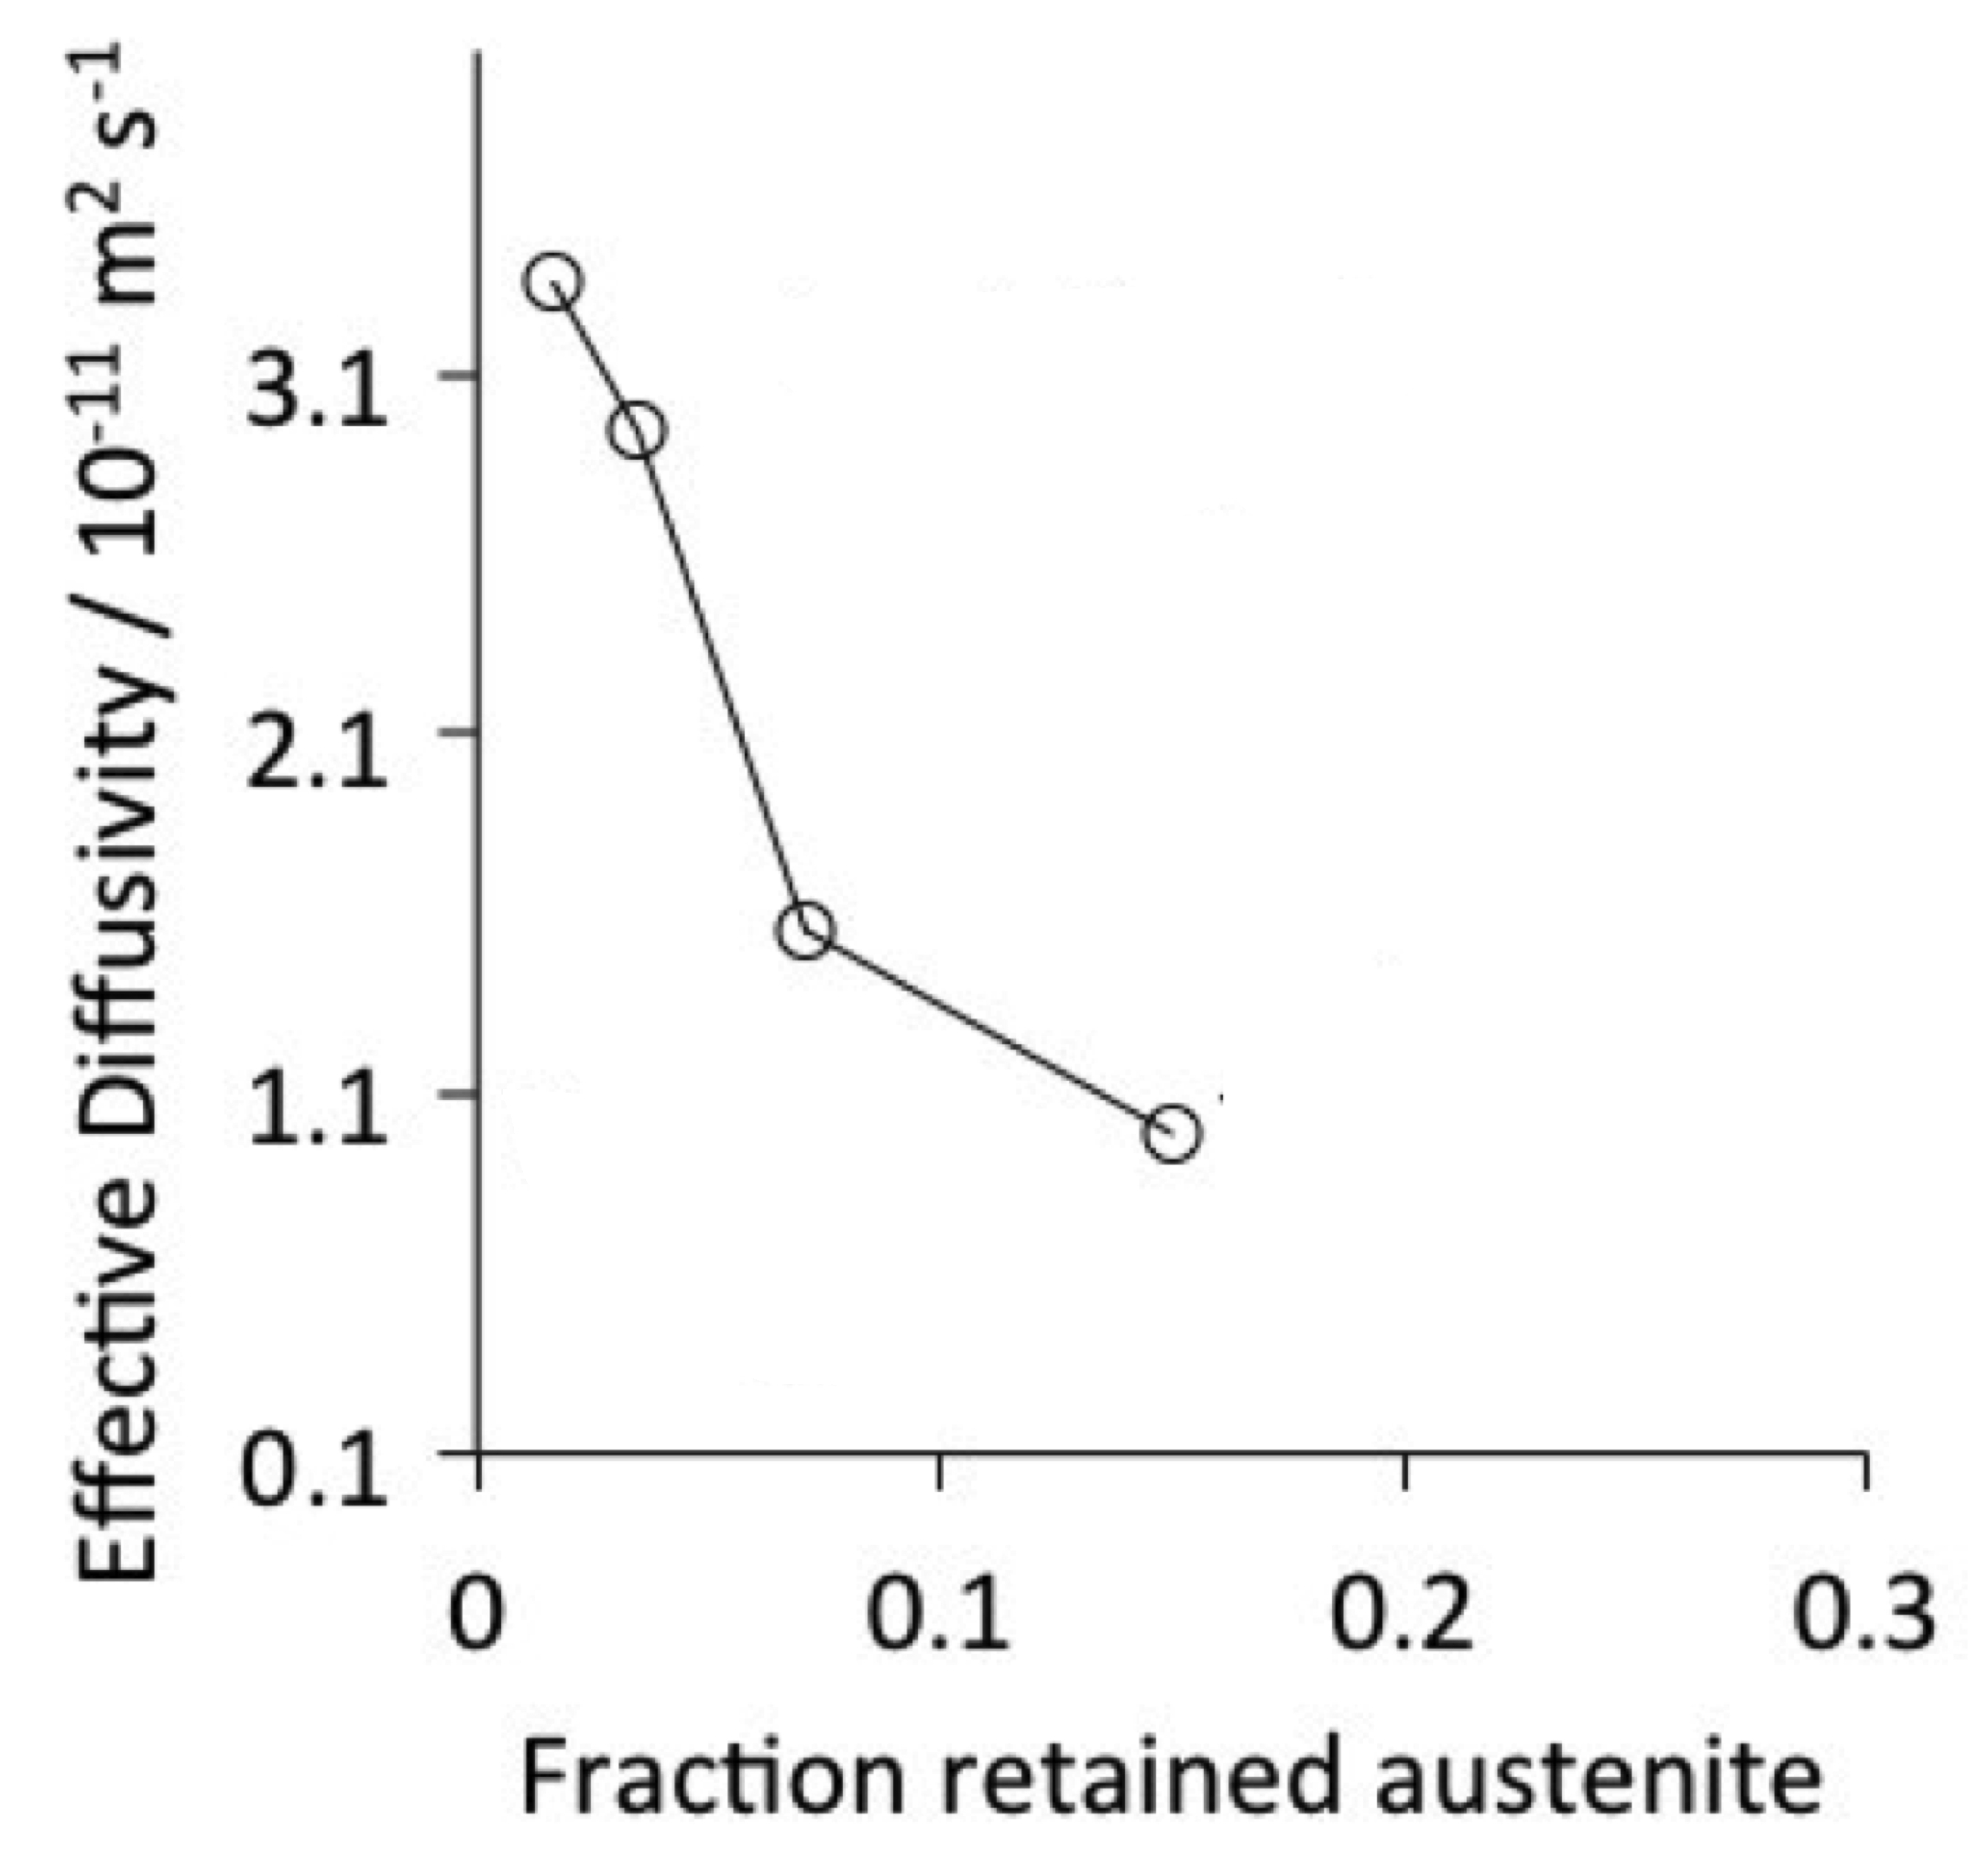 Effective Diffusivity / 10⁻¹¹ m² s⁻¹
3.1
2.1
1.1
0.1
0 0.1 0.2 0.3
Fraction retained austenite